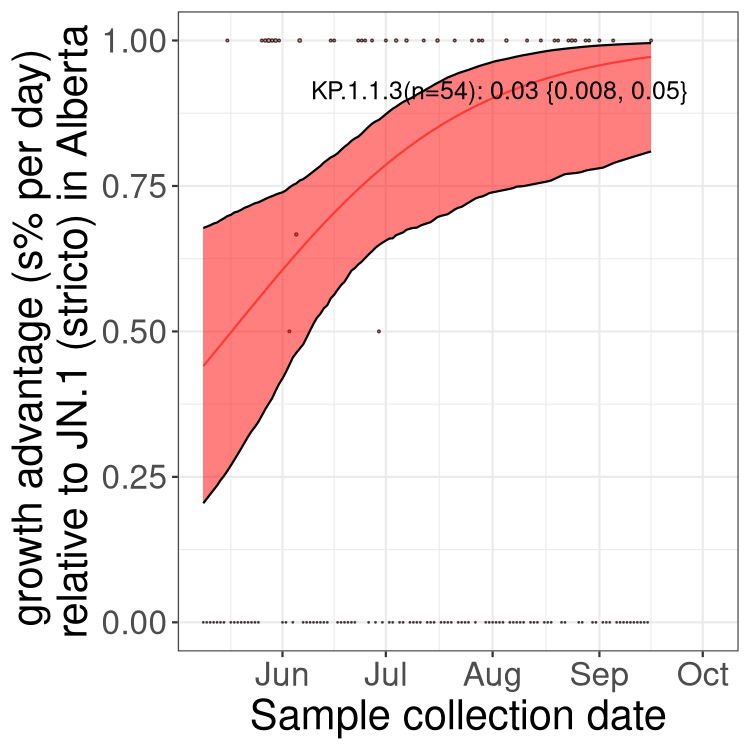 growth advantage (s% per day)
relative to JN.1 (stricto) in Alberta
1.00
0.75
0.50
0.25
0.00
KP.1.1.3(n=54): 0.03 {0.008, 0.05}
Jun Jul Aug Sep Oct
Sample collection date